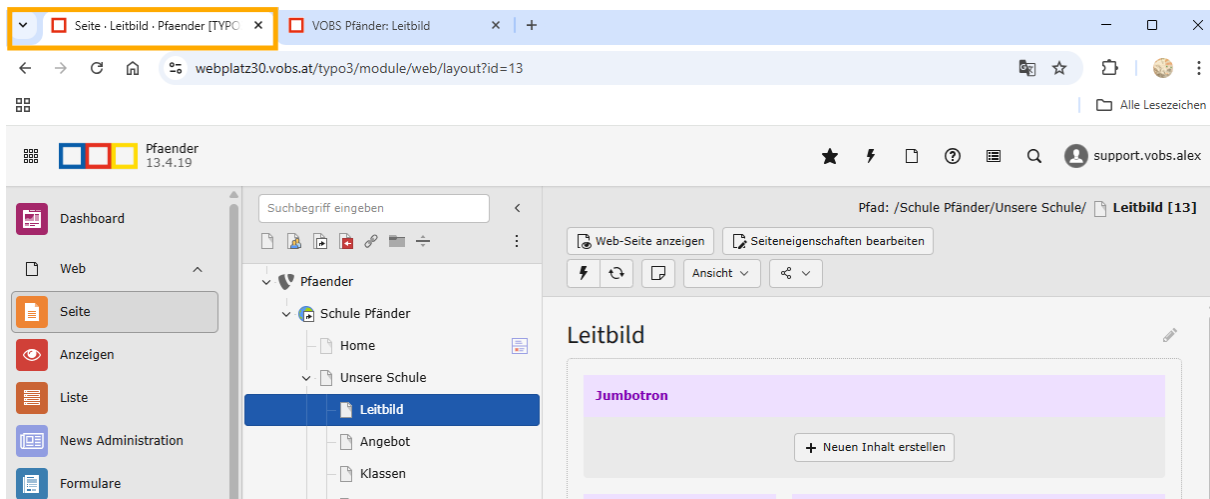 Seite · Leitbild · Pfaender [TYPO
VOBS Pfänder: Leitbild
webplatz30.vobs.at/typo3/module/web/layout?id=13
Alle Lesezeichen
Pfaender
13.4.19
support.vobs.alex
Dashboard
Web
Seite
Anzeigen
Liste
News Administration
Formulare
Suchbegriff eingeben
Pfaender
Schule Pfänder
Home
Unsere Schule
Leitbild
Angebot
Klassen
Pfad: /Schule Pfänder/Unsere Schule/ Leitbild [13]
Web-Seite anzeigen
Seiteneigenschaften bearbeiten
Ansicht
Leitbild
Jumbotron
+ Neuen Inhalt erstellen